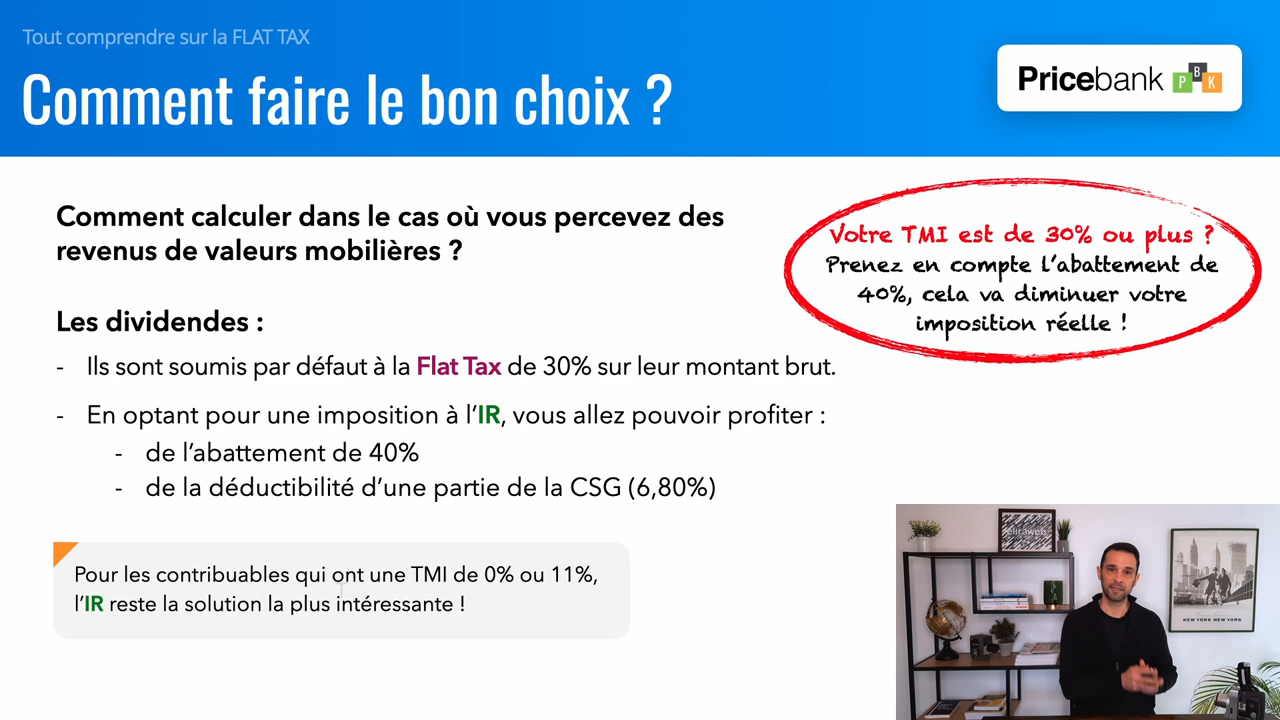 Tout comprendre sur la FLAT TAX
Comment faire le bon choix ?
Pricebank
P B K
Comment calculer dans le cas où vous percevez des
revenus de valeurs mobilières ?
Votre TMI est de 30% ou plus ?
Prenez en compte l'abattement de
40%, cela va diminuer votre
imposition réelle !
Les dividendes :
- Ils sont soumis par défaut à la Flat Tax de 30% sur leur montant brut.
- En optant pour une imposition à l'IR, vous allez pouvoir profiter :
- de l'abattement de 40%
- de la déductibilité d'une partie de la CSG (6,80%)
Pour les contribuables qui ont une TMI de 0% ou 11%,
l'IR reste la solution la plus intéressante !
NEW YORK NEW YORK